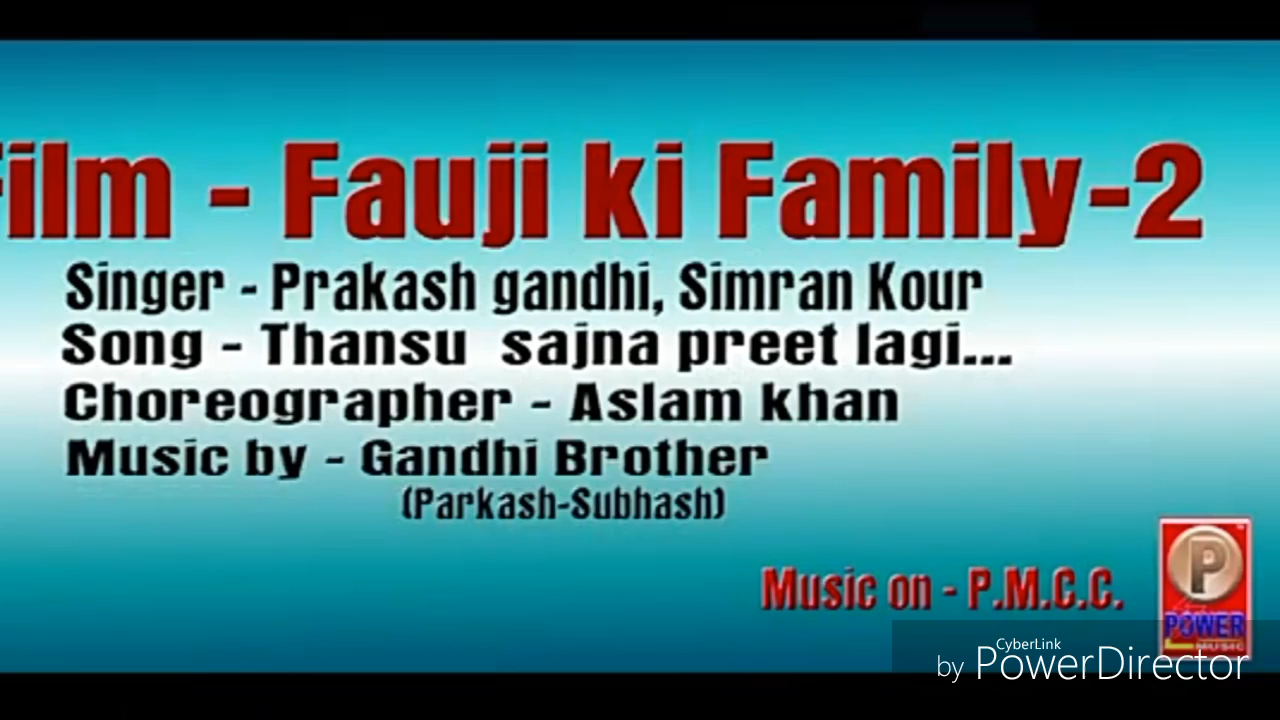 Film - Fauji ki Family-2
Singer - Prakash gandhi, Simran Kour
Song - Thansu sajna preet lagi...
Choreographer - Aslam khan
Music by - Gandhi Brother
(Parkash-Subhash)
Music on - P.M.C.C.
P
POWER
MUSIC
CyberLink
by PowerDirector